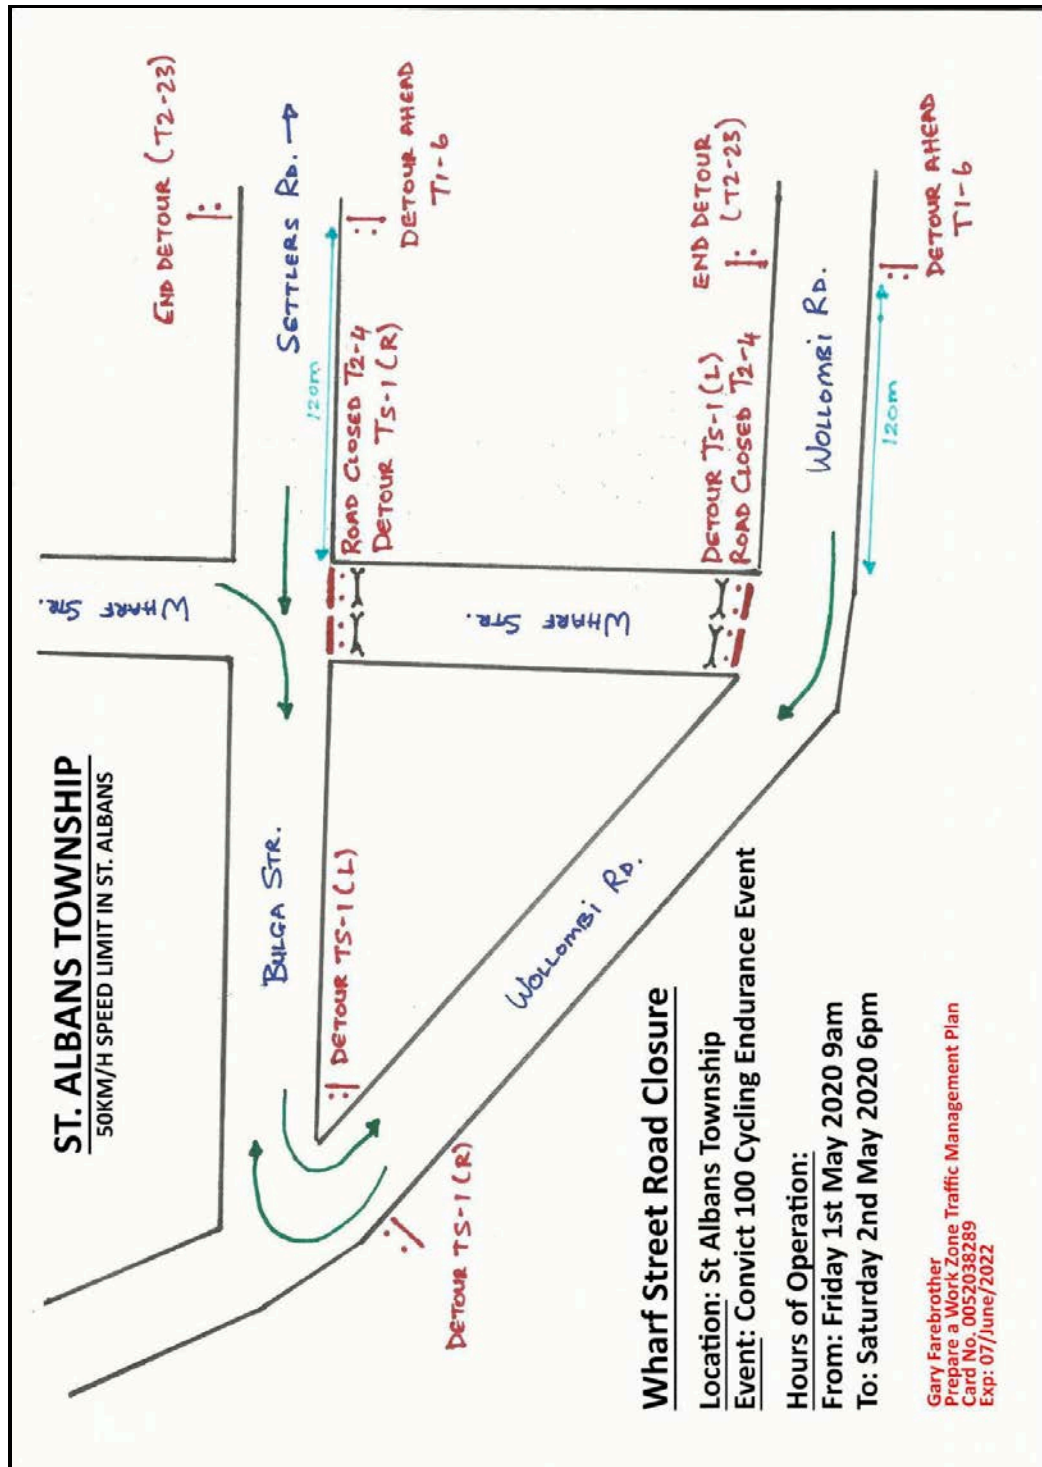 ST. ALBANS TOWNSHIP
50KM/H SPEED LIMIT IN ST. ALBANS
WHARF STR.
END DETOUR (T2-23)
SETTLERS RD. →
BULGA STR.
120m
DETOUR AHEAD
T1-6
ROAD CLOSED T2-4
DETOUR T5-1 (R)
DETOUR T5-1 (L)
WHARF STR.
DETOUR T5-1 (R)
WOLLOMBI RD.
END DETOUR
(T2-23)
DETOUR T5-1 (L)
ROAD CLOSED T2-4
WOLLOMBI RD.
120m
DETOUR AHEAD
T1-6
Wharf Street Road Closure
Location: St Albans Township
Event: Convict 100 Cycling Endurance Event
Hours of Operation:
From: Friday 1st May 2020 9am
To: Saturday 2nd May 2020 6pm
Gary Farebrother
Prepare a Work Zone Traffic Management Plan
Card No. 0052038289
Exp: 07/June/2022